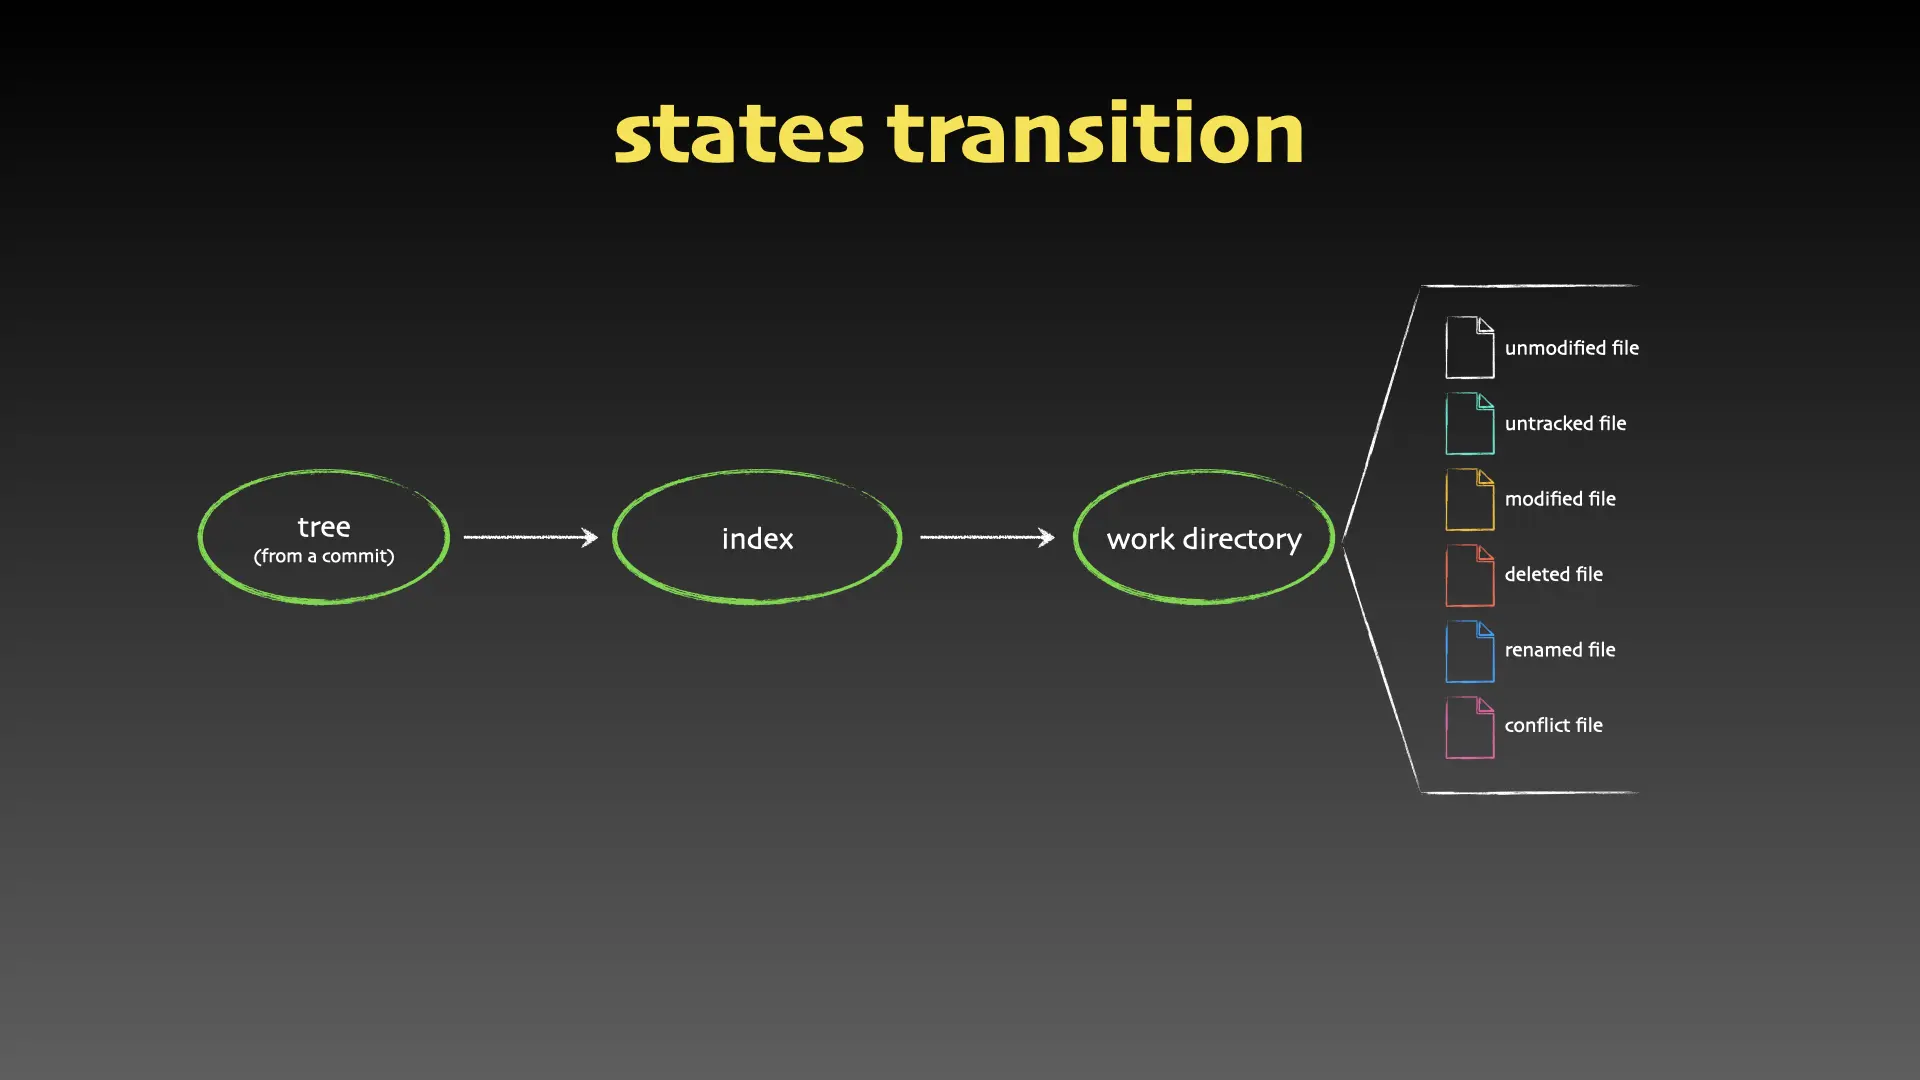 states transition
tree
(from a commit)
index
work directory
unmodified file
untracked file
modified file
deleted file
renamed file
conflict file